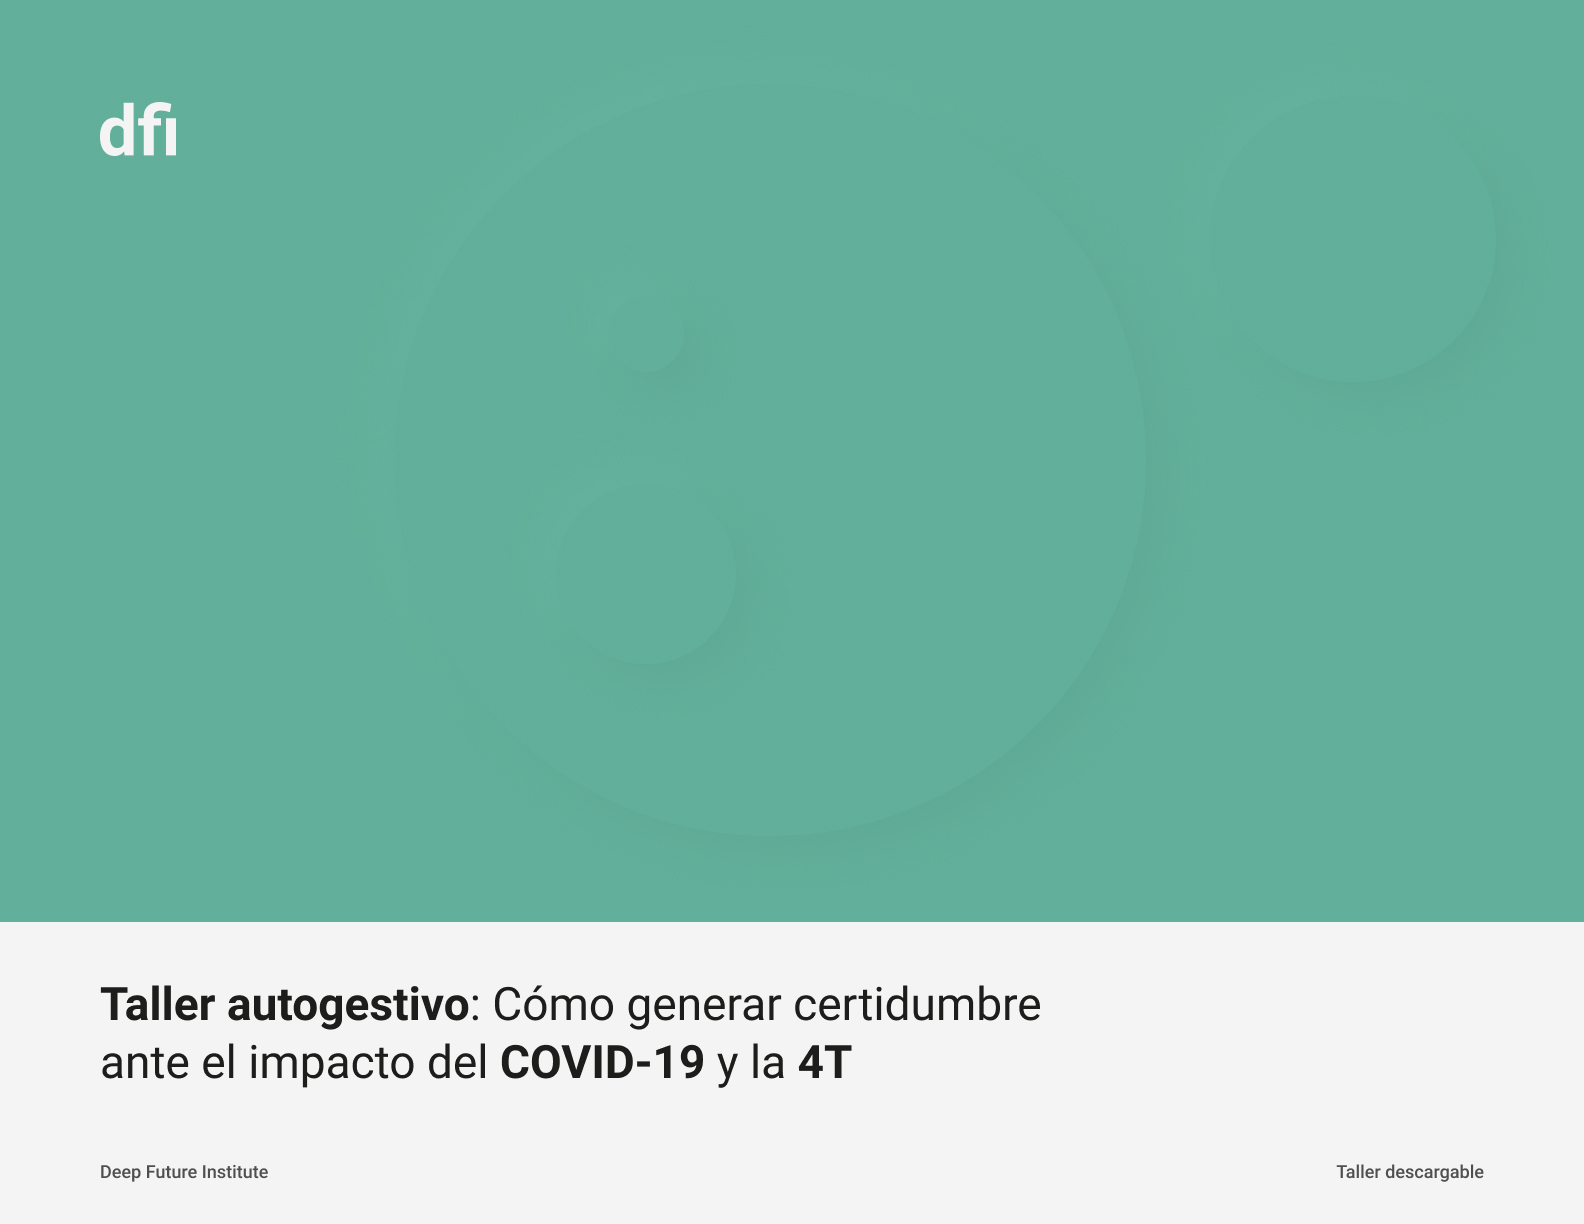 dfi
Taller autogestivo: Cómo generar certidumbre
ante el impacto del COVID-19 y la 4T
Deep Future Institute
Taller descargable